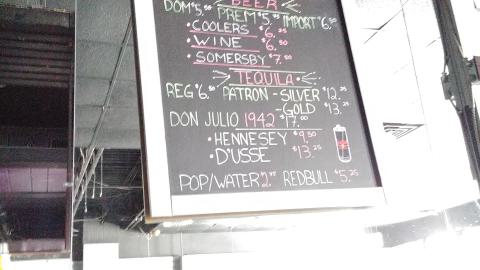 BEER
DOM $5.50 PREM $5.95 IMPORT $6.50
• COOLERS $6.25
• WINE $6.50
• SOMERSBY $7.50
TEQUILA
REG $6.50 PATRON - SILVER $12.25
- GOLD $13.25
DON JULIO 1942 $17.00
• HENNESEY $9.50
• D'USSE $13.25
POP/WATER 2.75 REDBULL $5.25